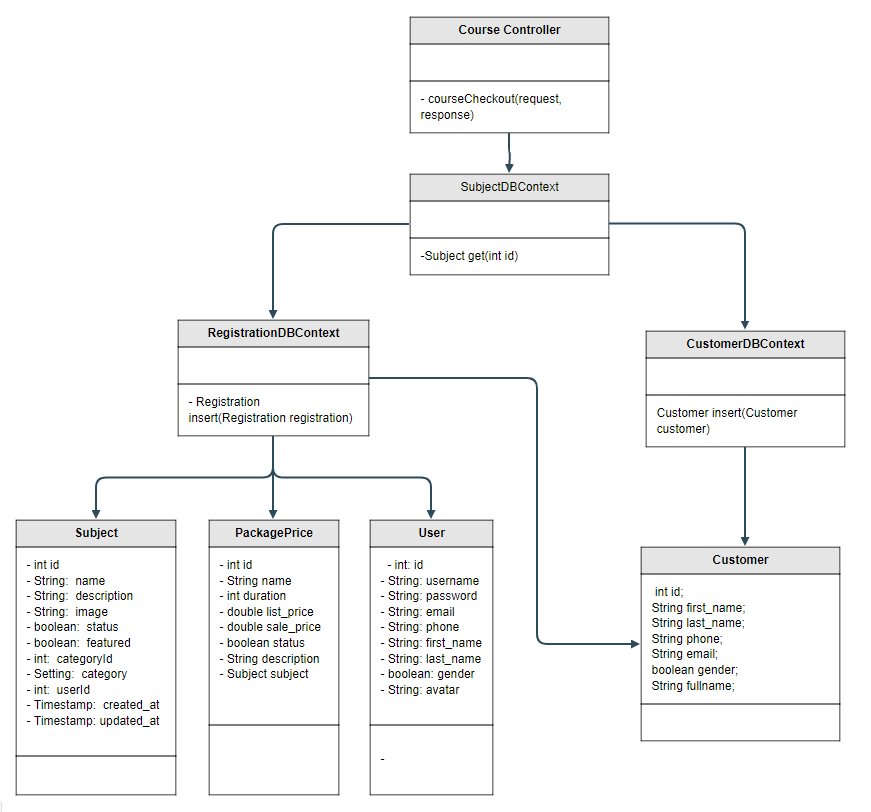 Course Controller
- courseCheckout(request,
response)
SubjectDBContext
-Subject get(int id)
RegistrationDBContext
- Registration
insert(Registration registration)
CustomerDBContext
Customer insert(Customer
customer)
Subject
- int id
- String:  name
- String:  description
- String:  image
- boolean:  status
- boolean:  featured
- int:  categoryId
- Setting:  category
- int:  userId
- Timestamp:  created_at
- Timestamp: updated_at
PackagePrice
- int id
- String name
- int duration
- double list_price
- double sale_price
- boolean status
- String description
- Subject subject
User
- int: id
- String: username
- String: password
- String: email
- String: phone
- String: first_name
- String: last_name
- boolean: gender
- String: avatar
-
Customer
int id;
String first_name;
String last_name;
String phone;
String email;
boolean gender;
String fullname;